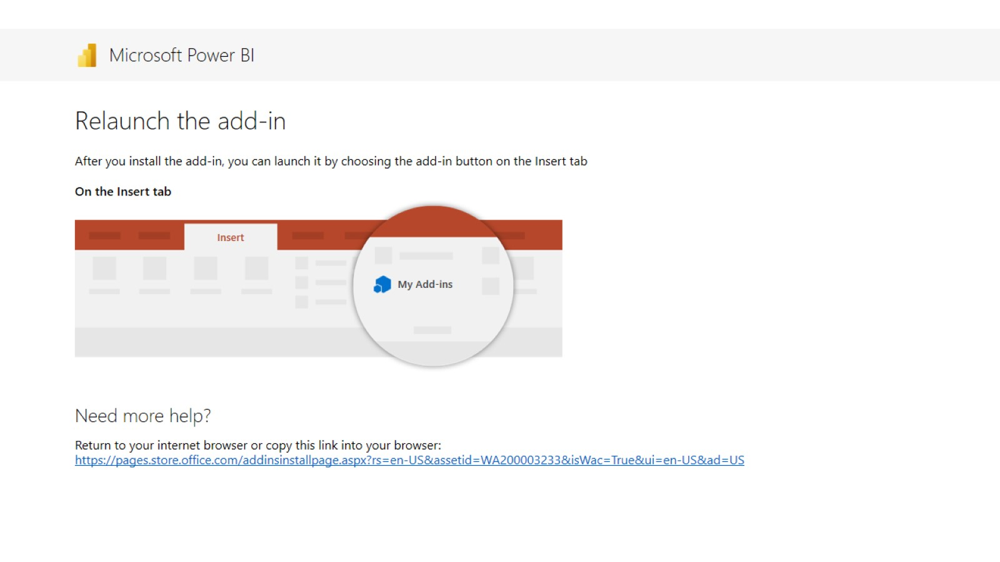 Microsoft Power BI
Relaunch the add-in
After you install the add-in, you can launch it by choosing the add-in button on the Insert tab
On the Insert tab
Insert
My Add-ins
Need more help?
Return to your internet browser or copy this link into your browser:
https://pages.store.office.com/addinsinstallpage.aspx?rs=en-US&assetid=WA200003233&isWac=True&ui=en-US&ad=US